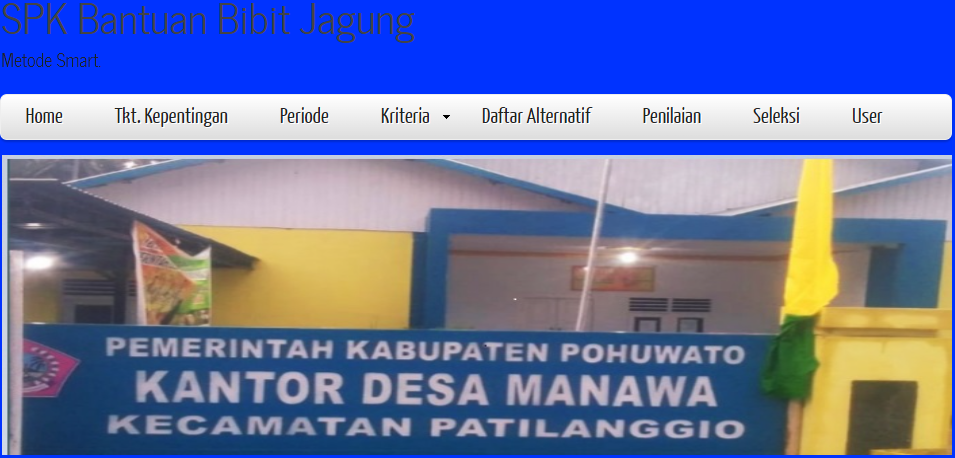 SPK Bantuan Bibit Jagung
Metode Smart
Home Tkt. Kepentingan Periode Kriteria Daftar Alternatif Penilaian Seleksi User
PEMERINTAH KABUPATEN POHUWATO
KANTOR DESA MANAWA
KECAMATAN PATILANGGIO